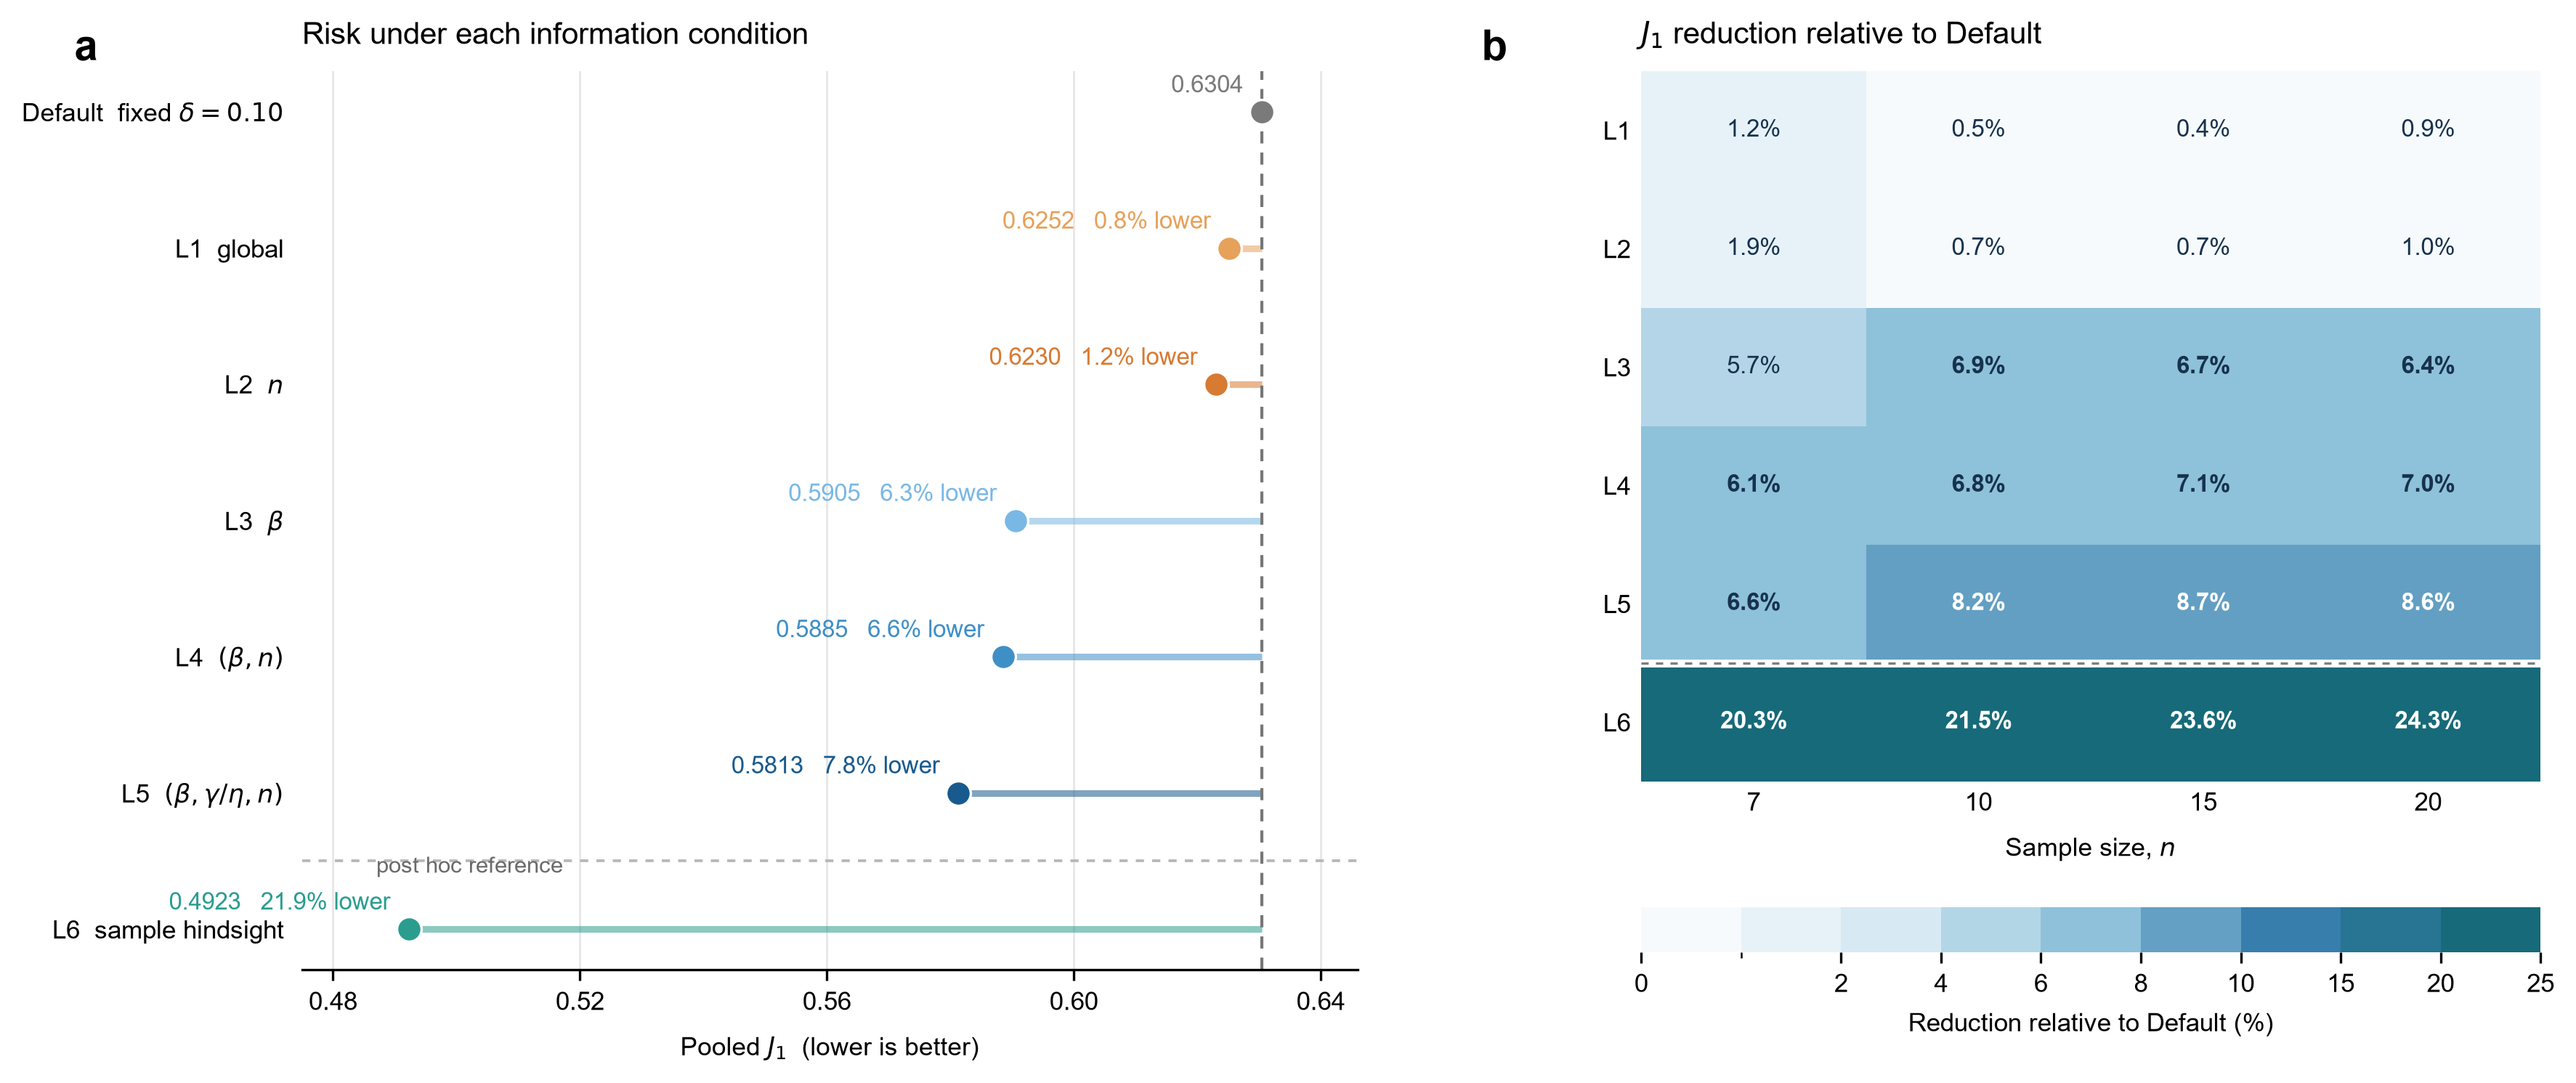 a
Risk under each information condition
0.6304
Default fixed δ = 0.10
0.6252 0.8% lower
L1 global
0.6230 1.2% lower
L2 n
0.5905 6.3% lower
L3 β
0.5885 6.6% lower
L4 (β, n)
0.5813 7.8% lower
L5 (β, γ/η, n)
post hoc reference
0.4923 21.9% lower
L6 sample hindsight
0.48 0.52 0.56 0.60 0.64
Pooled J₁ (lower is better)
b
J₁ reduction relative to Default
L1 1.2% 0.5% 0.4% 0.9%
L2 1.9% 0.7% 0.7% 1.0%
L3 5.7% 6.9% 6.7% 6.4%
L4 6.1% 6.8% 7.1% 7.0%
L5 6.6% 8.2% 8.7% 8.6%
L6 20.3% 21.5% 23.6% 24.3%
7 10 15 20
Sample size, n
0 2 4 6 8 10 15 20 25
Reduction relative to Default (%)